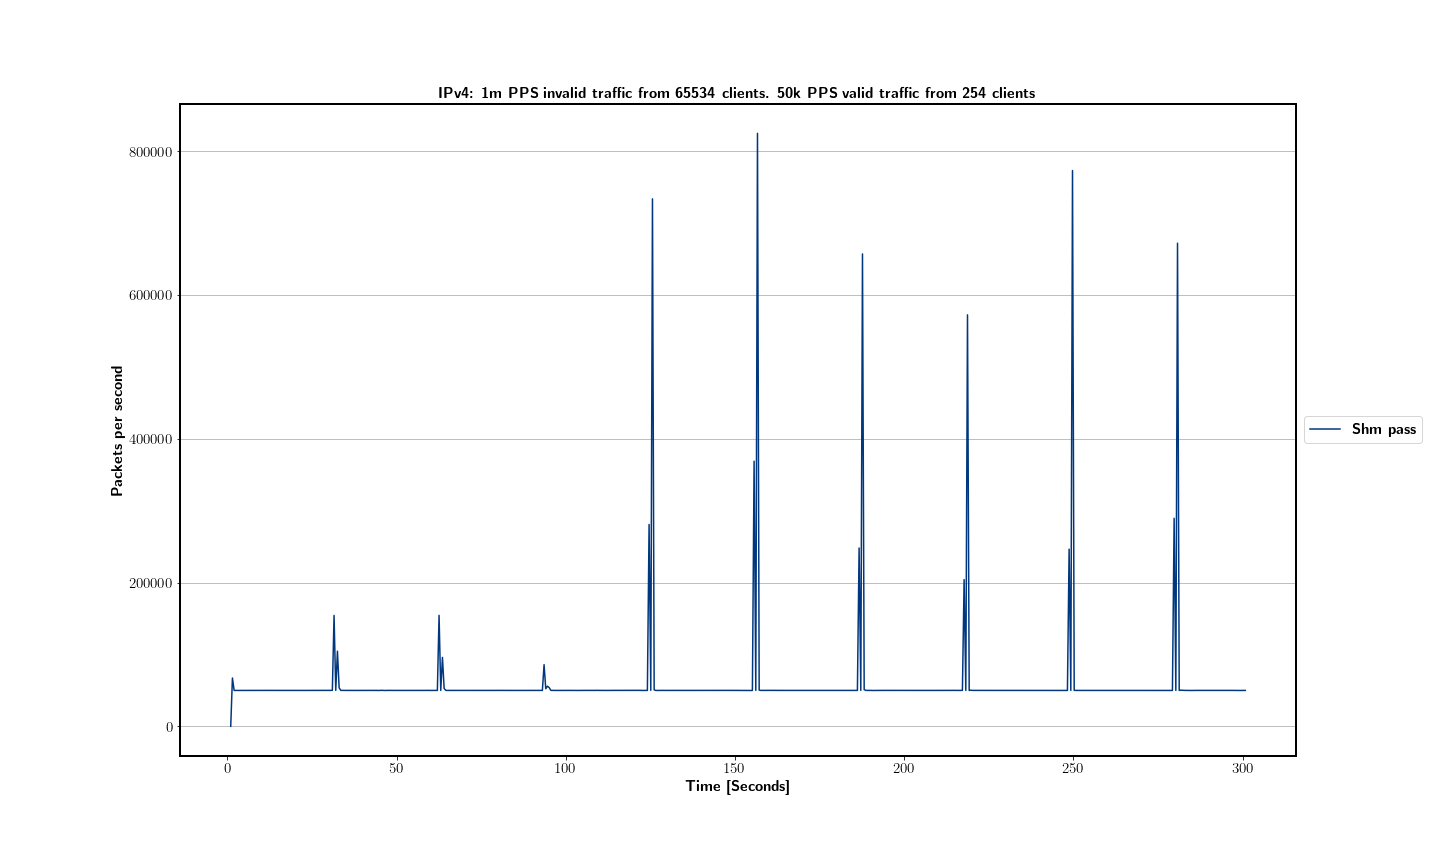 IPv4: 1m PPS invalid traffic from 65534 clients. 50k PPS valid traffic from 254 clients
800000
600000
400000
200000
0
Packets per second
Shm pass
0 50 100 150 200 250 300
Time [Seconds]